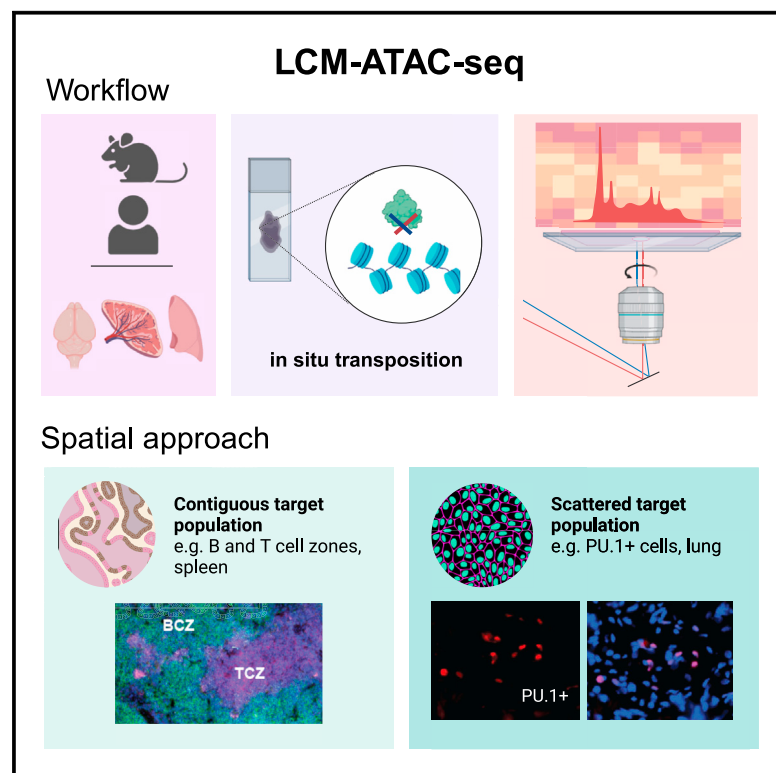 LCM-ATAC-seq
Workflow
in situ transposition
Spatial approach
Contiguous target
population
e.g. B and T cell zones,
spleen
Scattered target
population
e.g. PU.1+ cells, lung
BCZ
TCZ
PU.1+